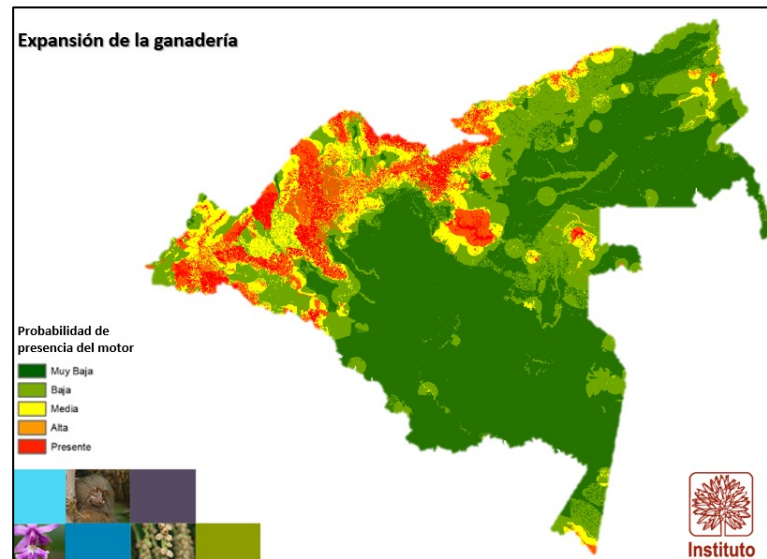 Expansión de la ganadería
Probabilidad de
presencia del motor
Muy Baja
Baja
Media
Alta
Presente
Instituto